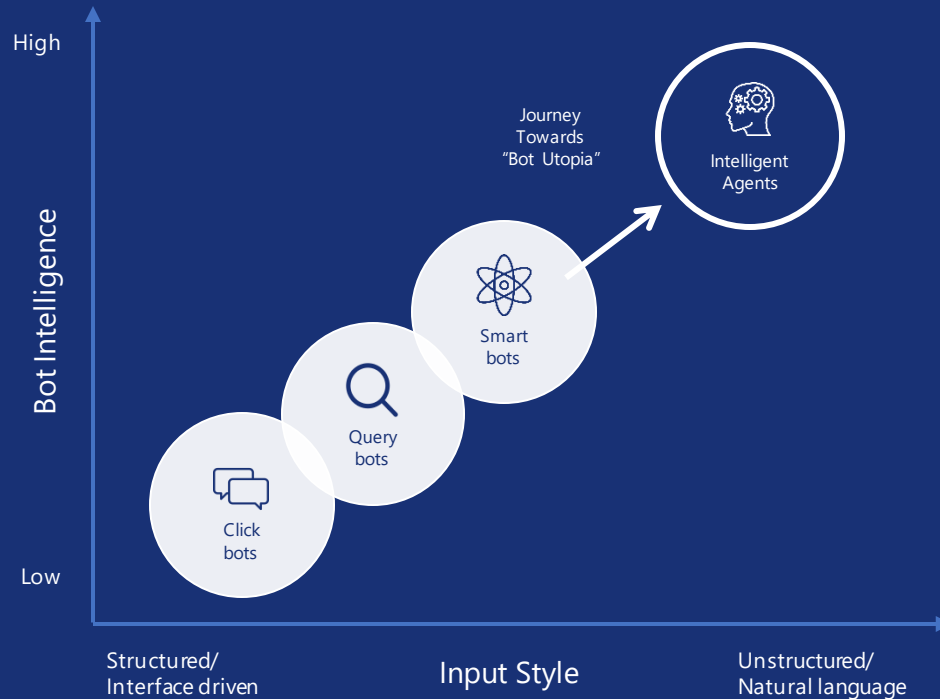 High
Journey
Towards
“Bot Utopia”
Intelligent
Agents
Bot Intelligence
Smart
bots
Query
bots
Click
bots
Low
Structured/
Interface driven
Input Style
Unstructured/
Natural language